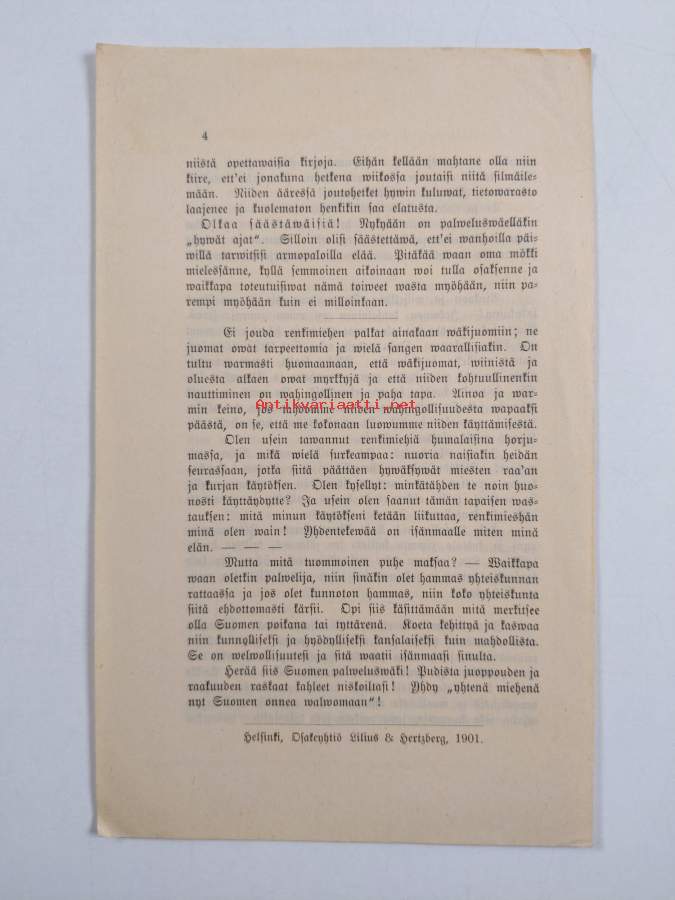 4
niistä opettawaisia kirjoja. Eihän kellään mahtane olla niin
kiire, ett'ei jonakuna hetkenä wiikossa joutaisi niitä silmäile-
mään. Niiden ääressä joutohetket hywin kuluwat, tietowarasto
laajenee ja kuolematon henkikin saa elatusta.
Olkaa säästäwäisiä! Nykyään on palweluswäelläkin
„hywät ajat“. Silloin olisi säästettäwä, ett'ei wanhoilla päi-
willä tarwitsisi armopaloilla elää. Pitäkää waan oma mökki
mielessänne, kyllä semmoinen aikoinaan woi tulla osaksenne ja
waikkapa toteutuisiwat nämä toiweet wasta myöhään, niin pa-
rempi myöhään kuin ei milloinkaan.
Ei jouda renkimiehen palkat ainakaan wäkijuomiin; ne
juomat owat tarpeettomia ja wielä sangen waarallisiakin. On
tultu warmasti huomaamaan, että wäkijuomat, wiinistä ja
oluesta alkaen owat myrkkyjä ja että niiden kohtuullinenkin
nauttiminen on wahingollinen ja paha tapa. Ainoa ja war-
Antikvariaatti.net
min keino, jos tahdomme niiden wahingollisuudesta wapaaksi
päästä, on se, että me kokonaan luowumme niiden käyttämisestä.
Olen usein tawannut renkimiehiä humalaisina horju-
massa, ja mikä wielä surkeampaa: nuoria naisiakin heidän
seurassaan, jotka siitä päättäen hywäksywät miesten raa'an
ja kurjan käytöksen. Olen kysellyt: minkätähden te noin huo-
nosti käyttäydytte? Ja usein olen saanut tämän tapaisen was-
tauksen: mitä minun käytökseni ketään liikuttaa, renkimieshän
minä olen wain! Yhdentekewää on isänmaalle miten minä
elän. — — —
Mutta mitä tuommoinen puhe maksaa? — Waikkapa
waan oletkin palwelija, niin sinäkin olet hammas yhteiskunnan
rattaassa ja jos olet kunnoton hammas, niin koko yhteiskunta
siitä ehdottomasti kärsii. Opi siis käsittämään mitä merkitsee
olla Suomen poikana tai tyttärenä. Koeta kehittyä ja kaswaa
niin kunnolliseksi ja hyödylliseksi kansalaiseksi kuin mahdollista.
Se on welwollisuutesi ja sitä waatii isänmaasi sinulta.
Herää siis Suomen palweluswäki! Pudista juoppouden ja
raakuuden raskaat kahleet niskoiltasi! Yhdy „yhtenä miehenä
nyt Suomen onnea walwomaan“!
Helsinki, Osakeyhtiö Lilius & Hertzberg, 1901.